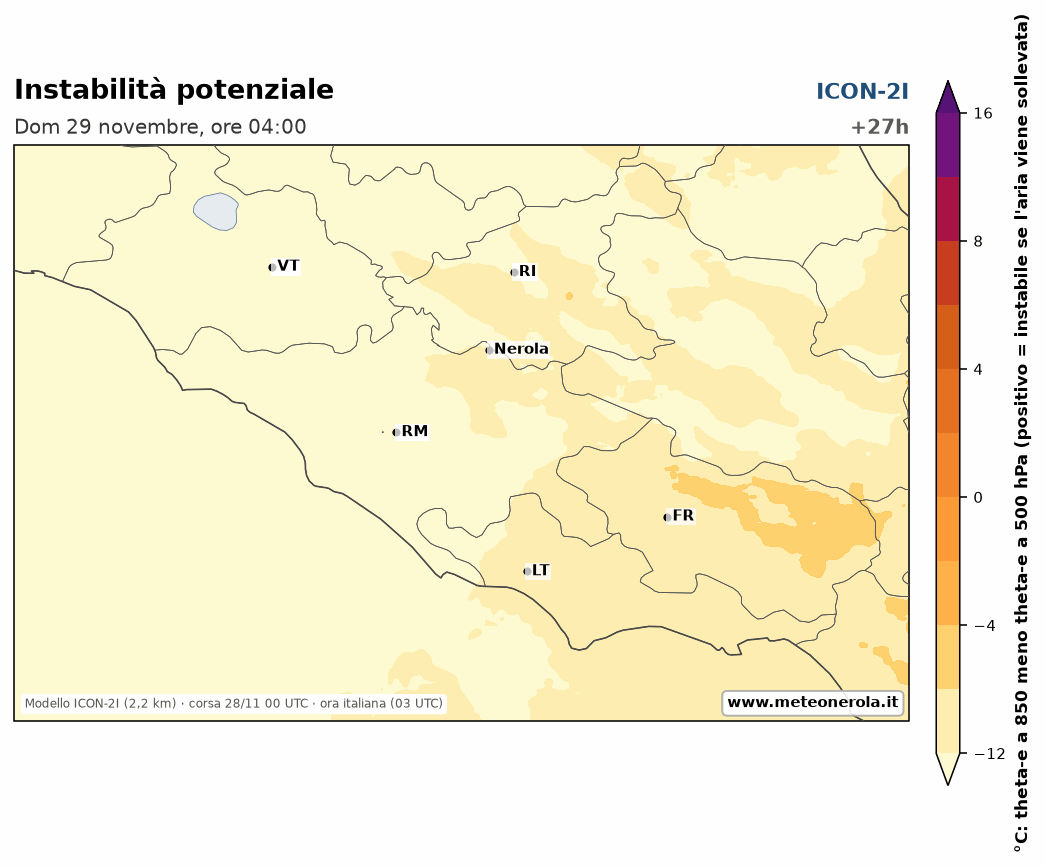 Instabilità potenziale
ICON-2I
Dom 29 novembre, ore 04:00
+27h
VT
RI
Nerola
RM
FR
LT
Modello ICON-2I (2,2 km) · corsa 28/11 00 UTC · ora italiana (03 UTC)
www.meteonerola.it
16
8
4
0
−4
−12
°C: theta-e a 850 meno theta-e a 500 hPa (positivo = instabile se l'aria viene sollevata)